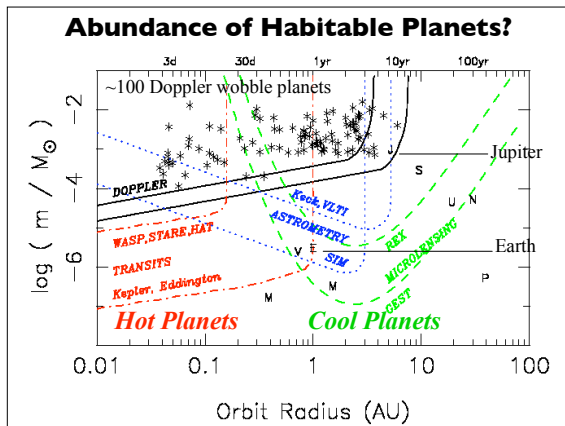 Abundance of Habitable Planets?
3d 30d 1yr 10yr 100yr
~100 Doppler wobble planets
-2
J Jupiter
DOPPLER
S
-4
Keck,VLTI
U N
WASP,STARE,HAT
ASTROMETRY
REX
MICROLENSING
V E Earth
-6
TRANSITS
SIM
GEST
P
Kepler, Eddington
M M
Hot Planets Cool Planets
log ( m / M⊙ )
0.01 0.1 1 10 100
Orbit Radius (AU)